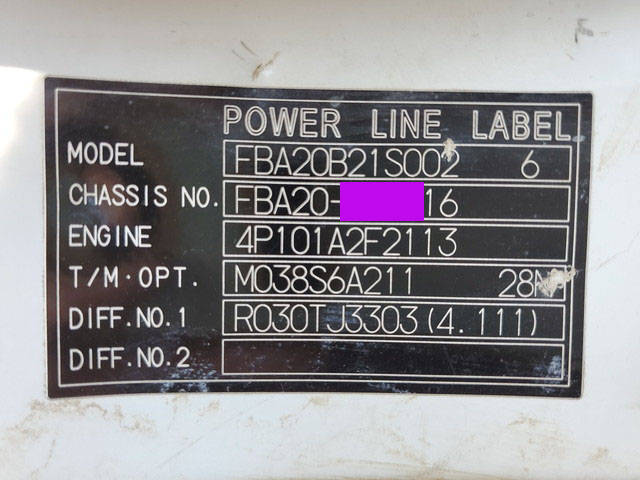 POWER LINE LABEL
MODEL FBA20B21S002 6
CHASSIS NO. FBA20- 16
ENGINE 4P101A2F2113
T/M·OPT. M038S6A211 28N
DIFF.NO.1 R030TJ3303(4.111)
DIFF.NO.2